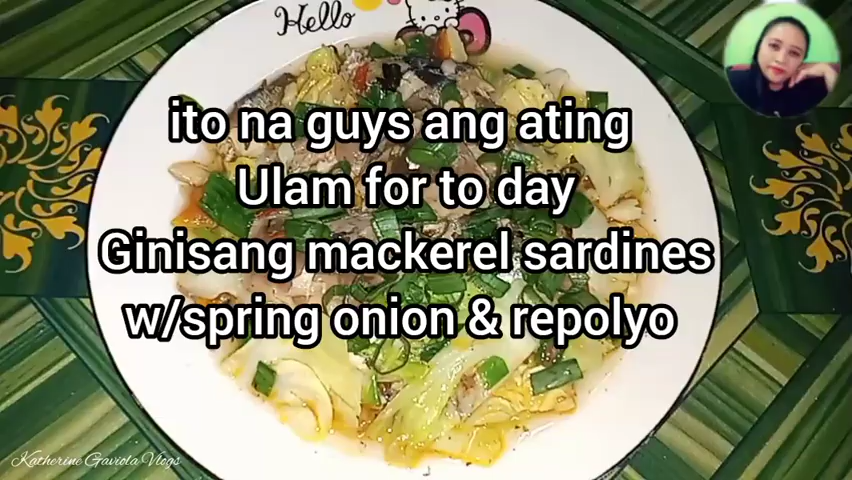 Hello
ito na guys ang ating
Ulam for to day
Ginisang mackerel sardines
w/spring onion & repolyo
Katherine Gaviola Vlogs